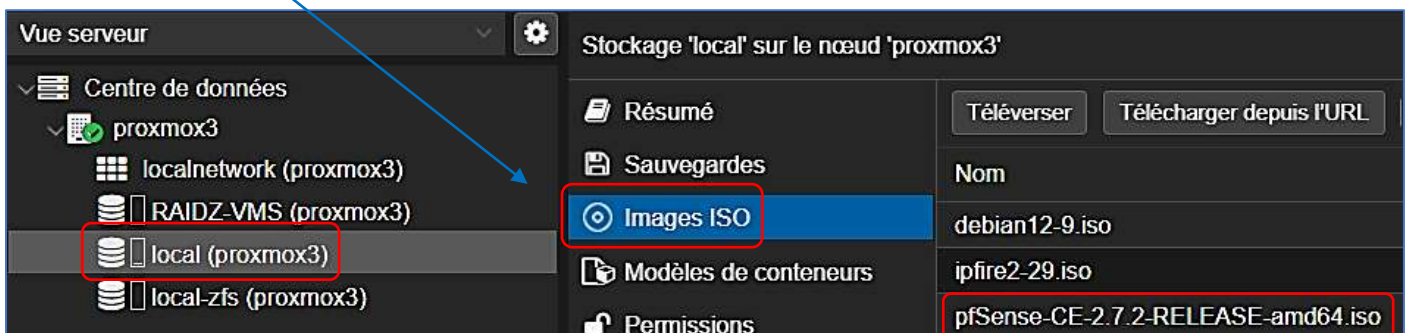 Vue serveur
Centre de données
proxmox3
localnetwork (proxmox3)
RAIDZ-VMS (proxmox3)
local (proxmox3)
local-zfs (proxmox3)
Stockage 'local' sur le nœud 'proxmox3'
Résumé
Sauvegardes
Images ISO
Modèles de conteneurs
Permissions
Téléverser Télécharger depuis l'URL
Nom
debian12-9.iso
ipfire2-29.iso
pfSense-CE-2.7.2-RELEASE-amd64.iso